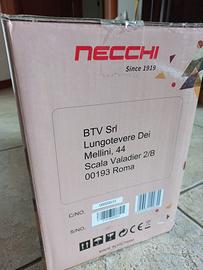 NECCHI
Since 1919
BTV Srl
Lungotevere Dei
Mellini, 44
Scala Valadier 2/B
00193 Roma
C/NO.
S/NO.